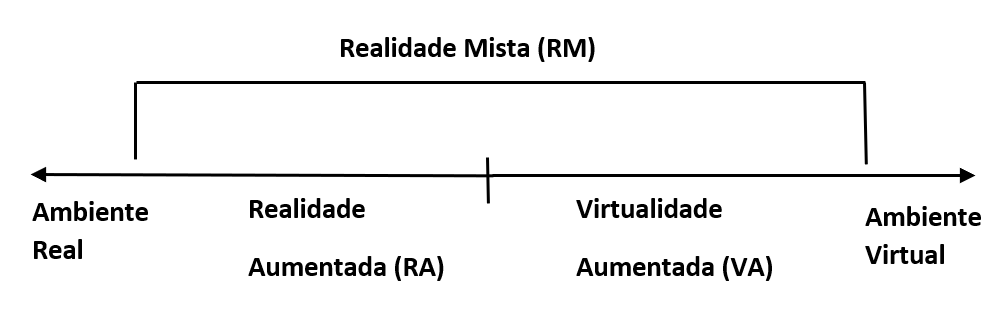 Realidade Mista (RM)
Ambiente
Real
Realidade
Aumentada (RA)
Virtualidade
Aumentada (VA)
Ambiente
Virtual